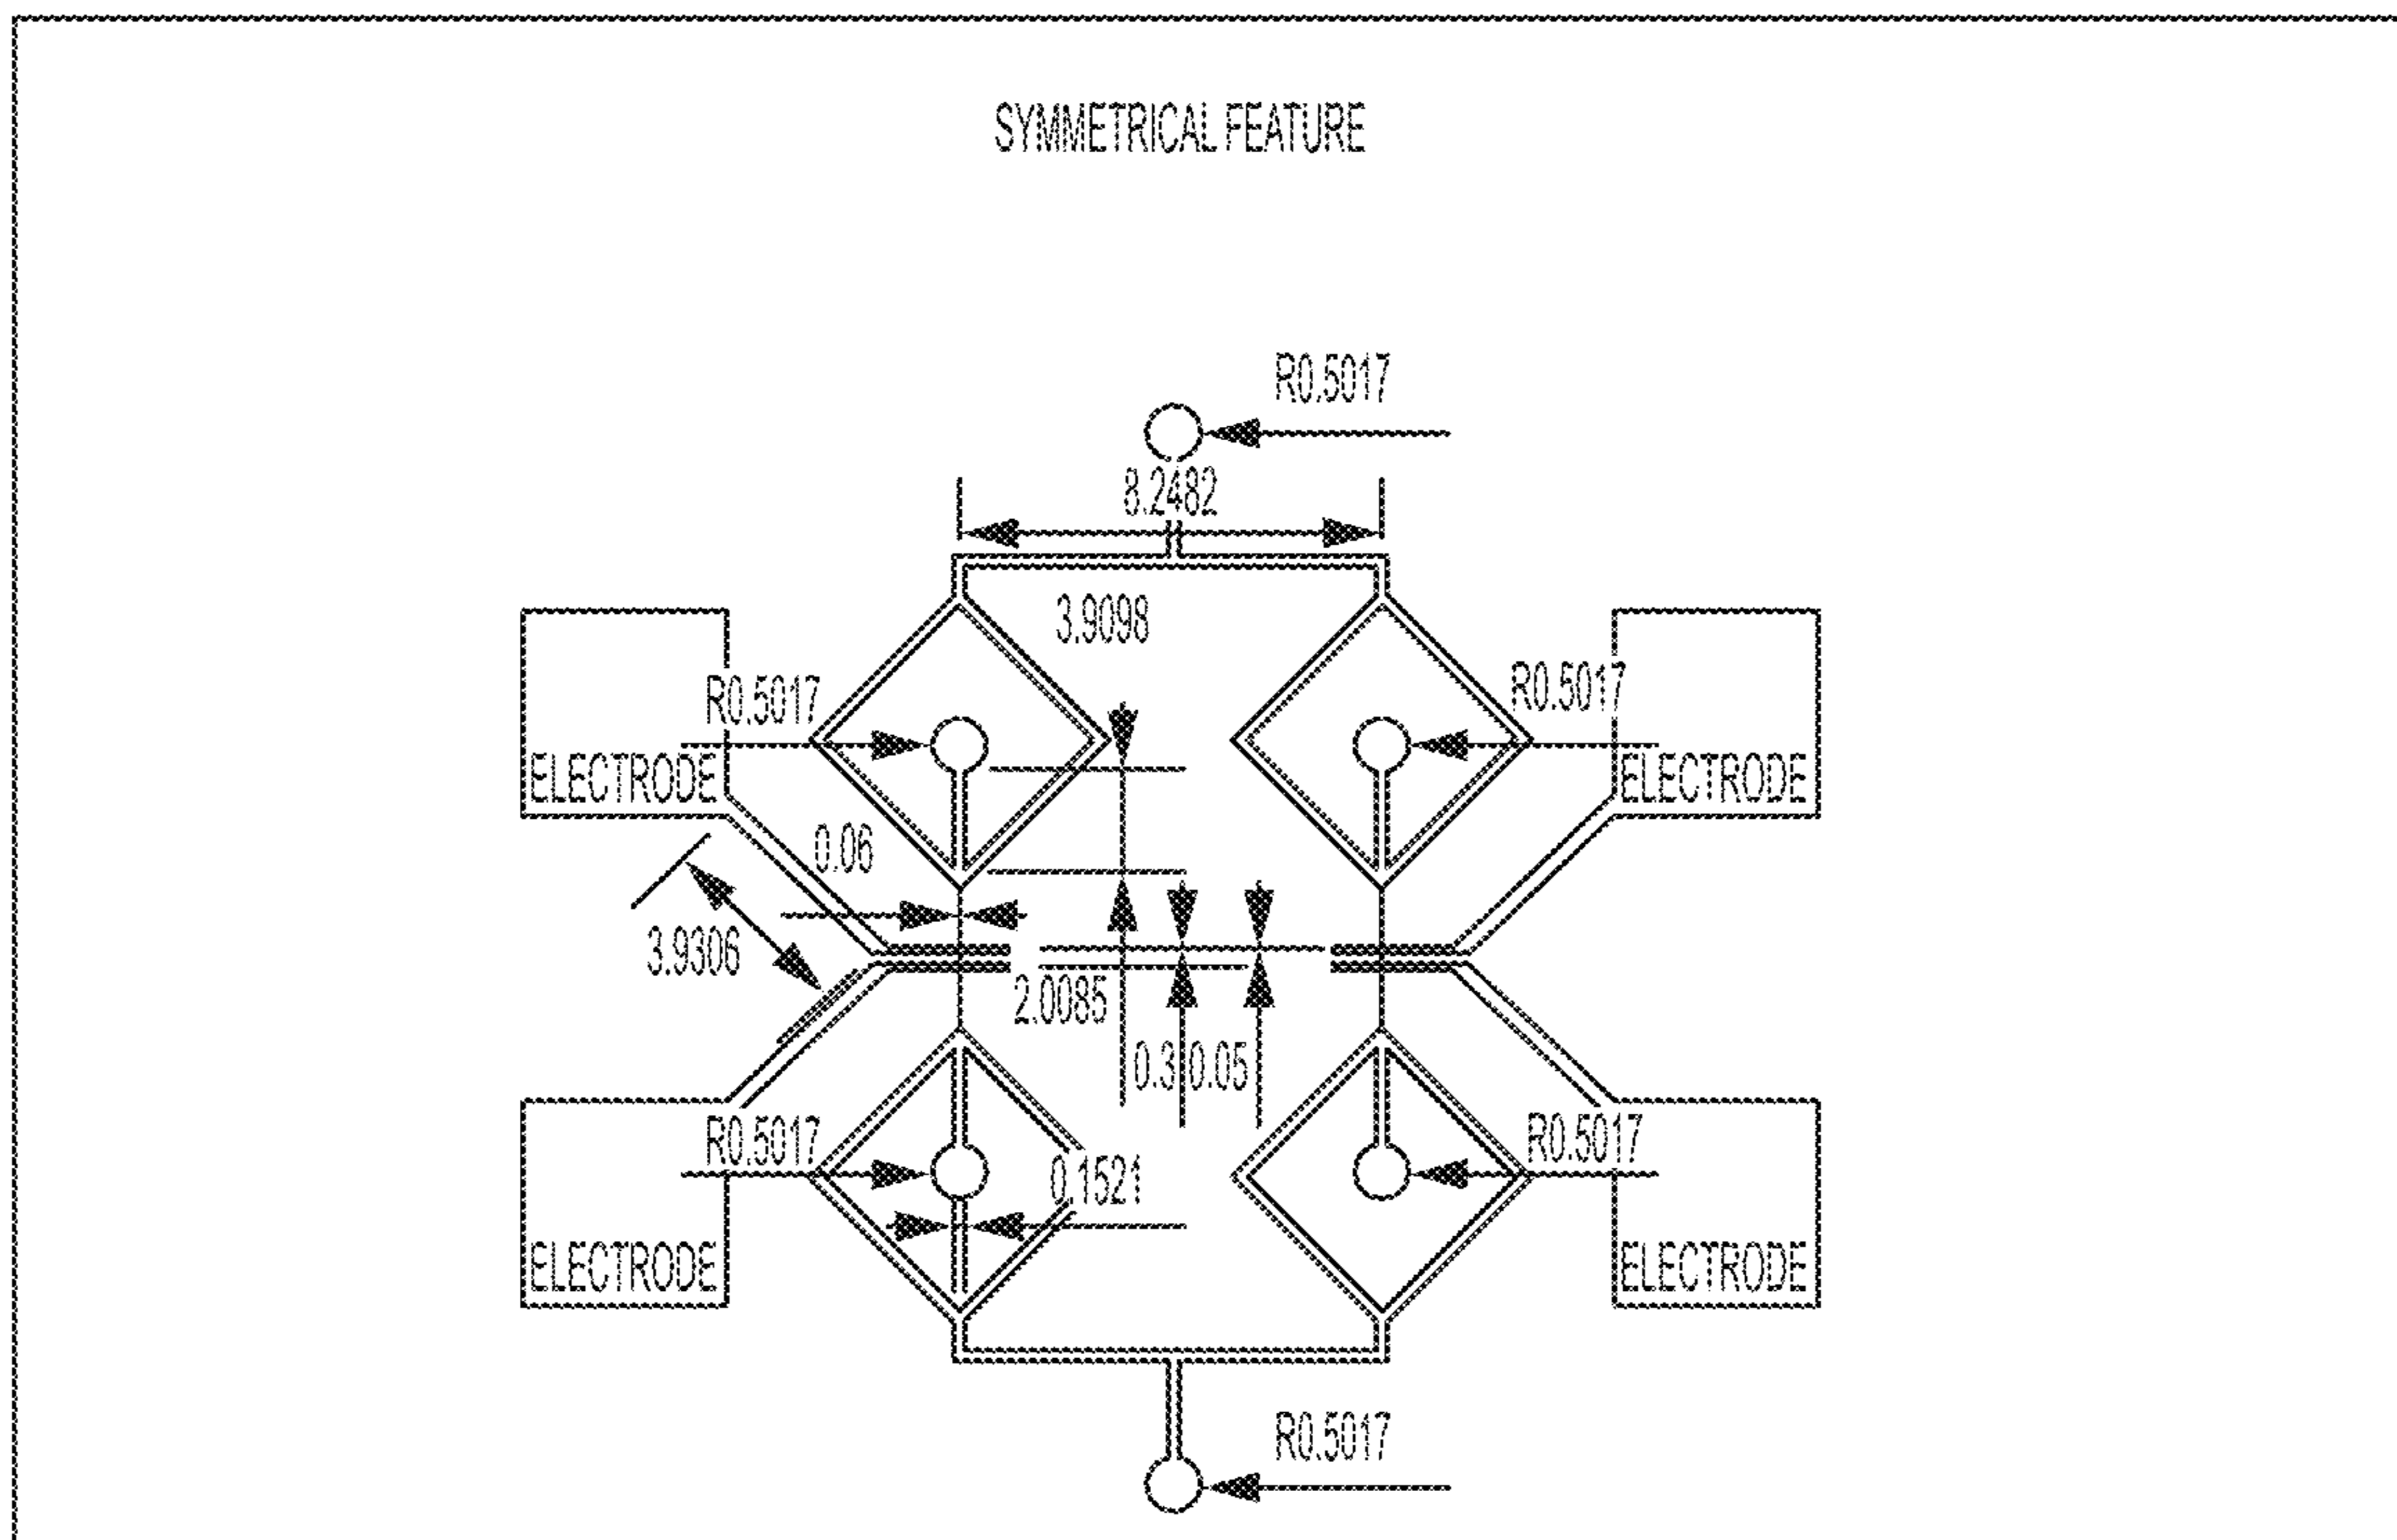 SYMMETRICAL FEATURE
R0.5017
8.2482
3.9098
R0.5017
R0.5017
ELECTRODE
ELECTRODE
0.06
3.9306
2.0085
0.3
0.05
R0.5017
R0.5017
0.1521
ELECTRODE
ELECTRODE
R0.5017